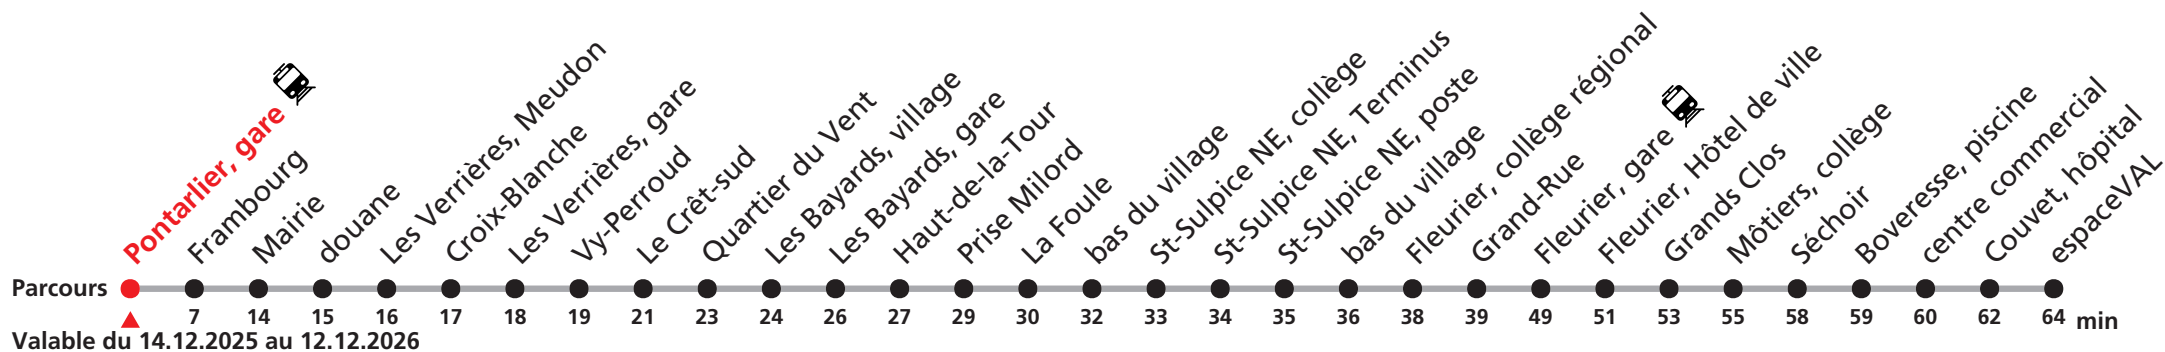 Pontarlier, gare
Frambourg
Mairie
douane
Les Verrières, Meudon
Croix-Blanche
Les Verrières, gare
Vy-Perroud
Le Crêt-sud
Quartier du Vent
Les Bayards, village
Les Bayards, gare
Haut-de-la-Tour
Prise Milord
La Foule
bas du village
St-Sulpice NE, collège
St-Sulpice NE, Terminus
St-Sulpice NE, poste
bas du village
Fleurier, collège régional
Grand-Rue
Fleurier, gare
Fleurier, Hôtel de ville
Grands Clos
Môtiers, collège
Séchoir
Boveresse, piscine
centre commercial
Couvet, hôpital
espaceVAL
Parcours
7 14 15 16 17 18 19 21 23 24 26 27 29 30 32 33 34 35 36 38 39 49 51 53 55 58 59 60 62 64 min
Valable du 14.12.2025 au 12.12.2026